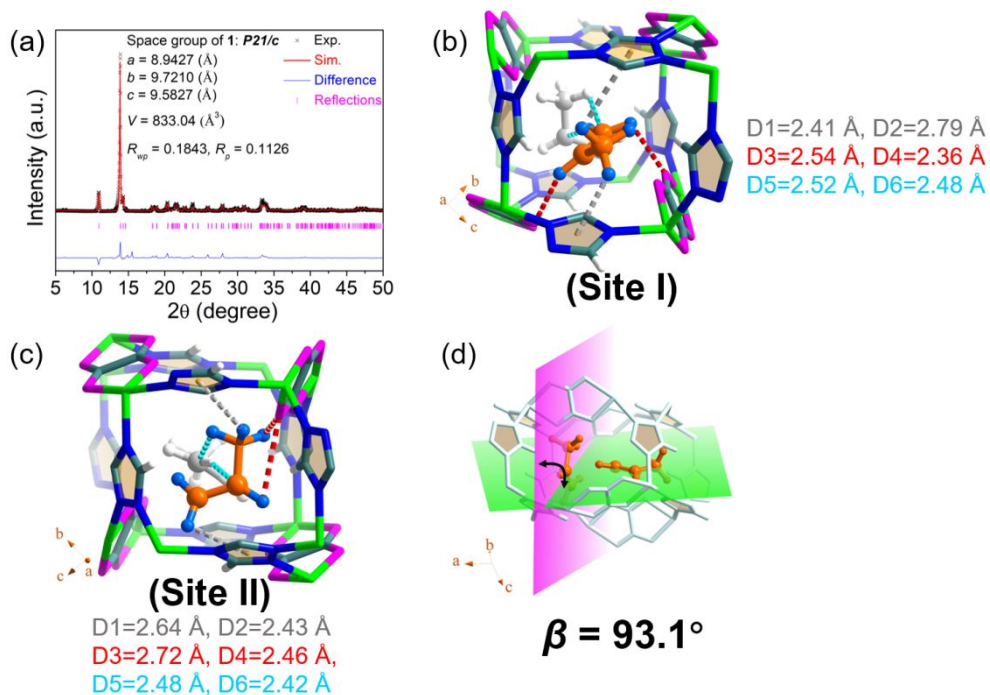 (a)
Intensity (a.u.)
Space group of 1: P21/c
a = 8.9427 (Å)
b = 9.7210 (Å)
c = 9.5827 (Å)
V = 833.04 (Å³)
Rwp = 0.1843, Rp = 0.1126
Exp.
Sim.
Difference
Reflections
5 10 15 20 25 30 35 40 45 50
2θ (degree)
(b)
b
a
c
D1=2.41 Å, D2=2.79 Å
D3=2.54 Å, D4=2.36 Å
D5=2.52 Å, D6=2.48 Å
(Site I)
(c)
b
c
a
(Site II)
D1=2.64 Å, D2=2.43 Å
D3=2.72 Å, D4=2.46 Å,
D5=2.48 Å, D6=2.42 Å
(d)
b
a
c
β = 93.1°